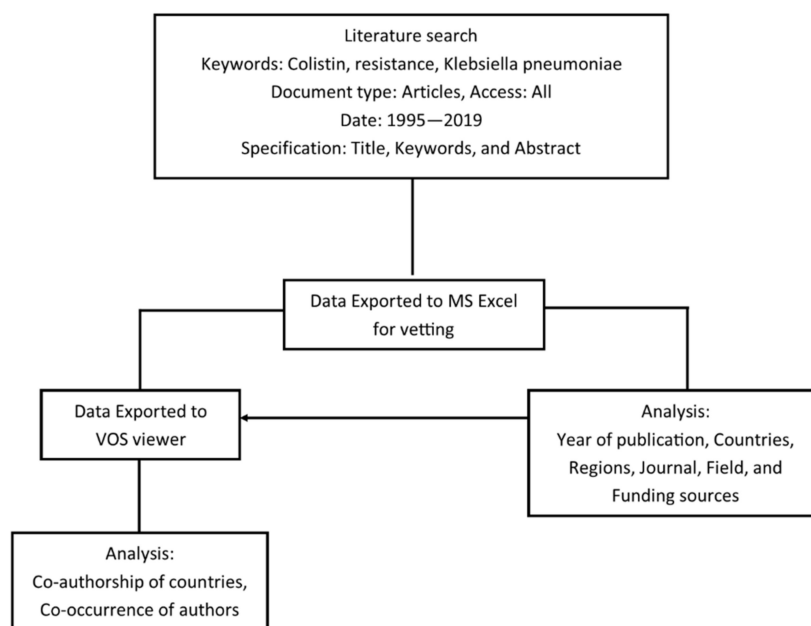 Literature search
Keywords: Colistin, resistance, Klebsiella pneumoniae
Document type: Articles, Access: All
Date: 1995—2019
Specification: Title, Keywords, and Abstract
Data Exported to MS Excel
for vetting
Data Exported to
VOS viewer
Analysis:
Year of publication, Countries,
Regions, Journal, Field, and
Funding sources
Analysis:
Co-authorship of countries,
Co-occurrence of authors